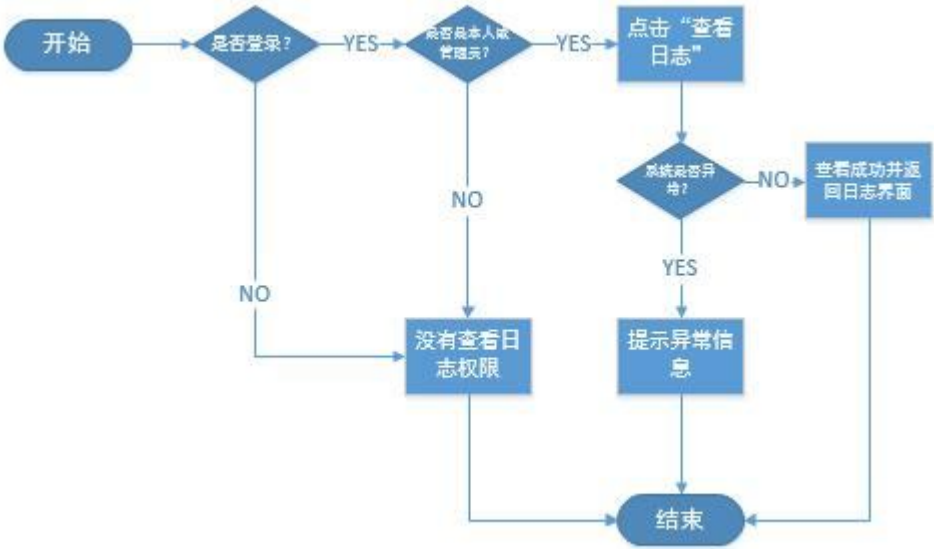 开始
是否登录?
YES
是否是本人或
管理员?
YES
点击“查看
日志”
系统是否异
常?
NO
查看成功并返
回日志界面
NO
NO
YES
没有查看日
志权限
提示异常信
息
结束